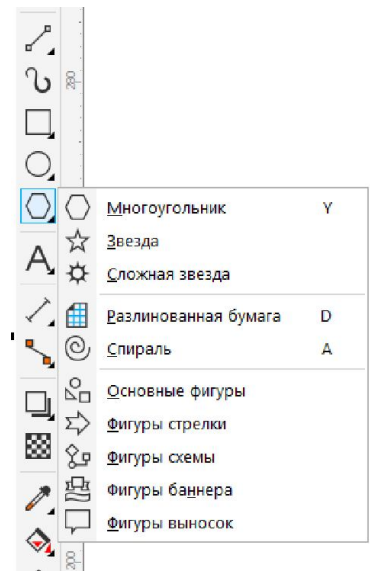 280
A
Многоугольник Y
Звезда
Сложная звезда
Разлинованная бумага D
Спираль A
Основные фигуры
Фигуры стрелки
Фигуры схемы
Фигуры баннера
Фигуры выносок
200